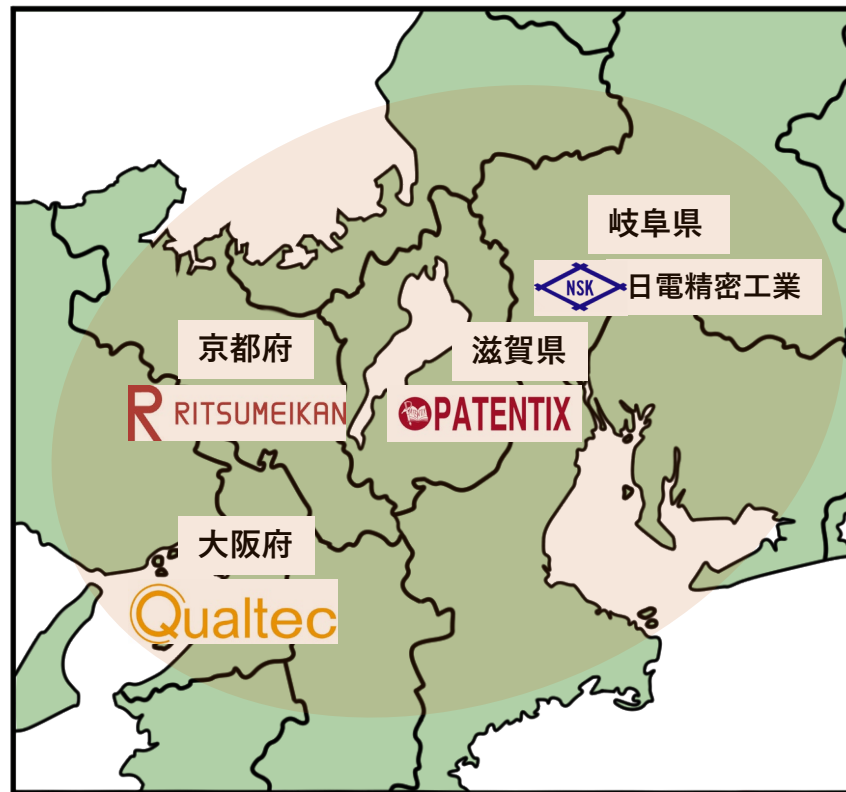 岐阜県
NSK 日電精密工業
京都府
RITSUMEIKAN
滋賀県
PATENTIX
大阪府
Qualtec